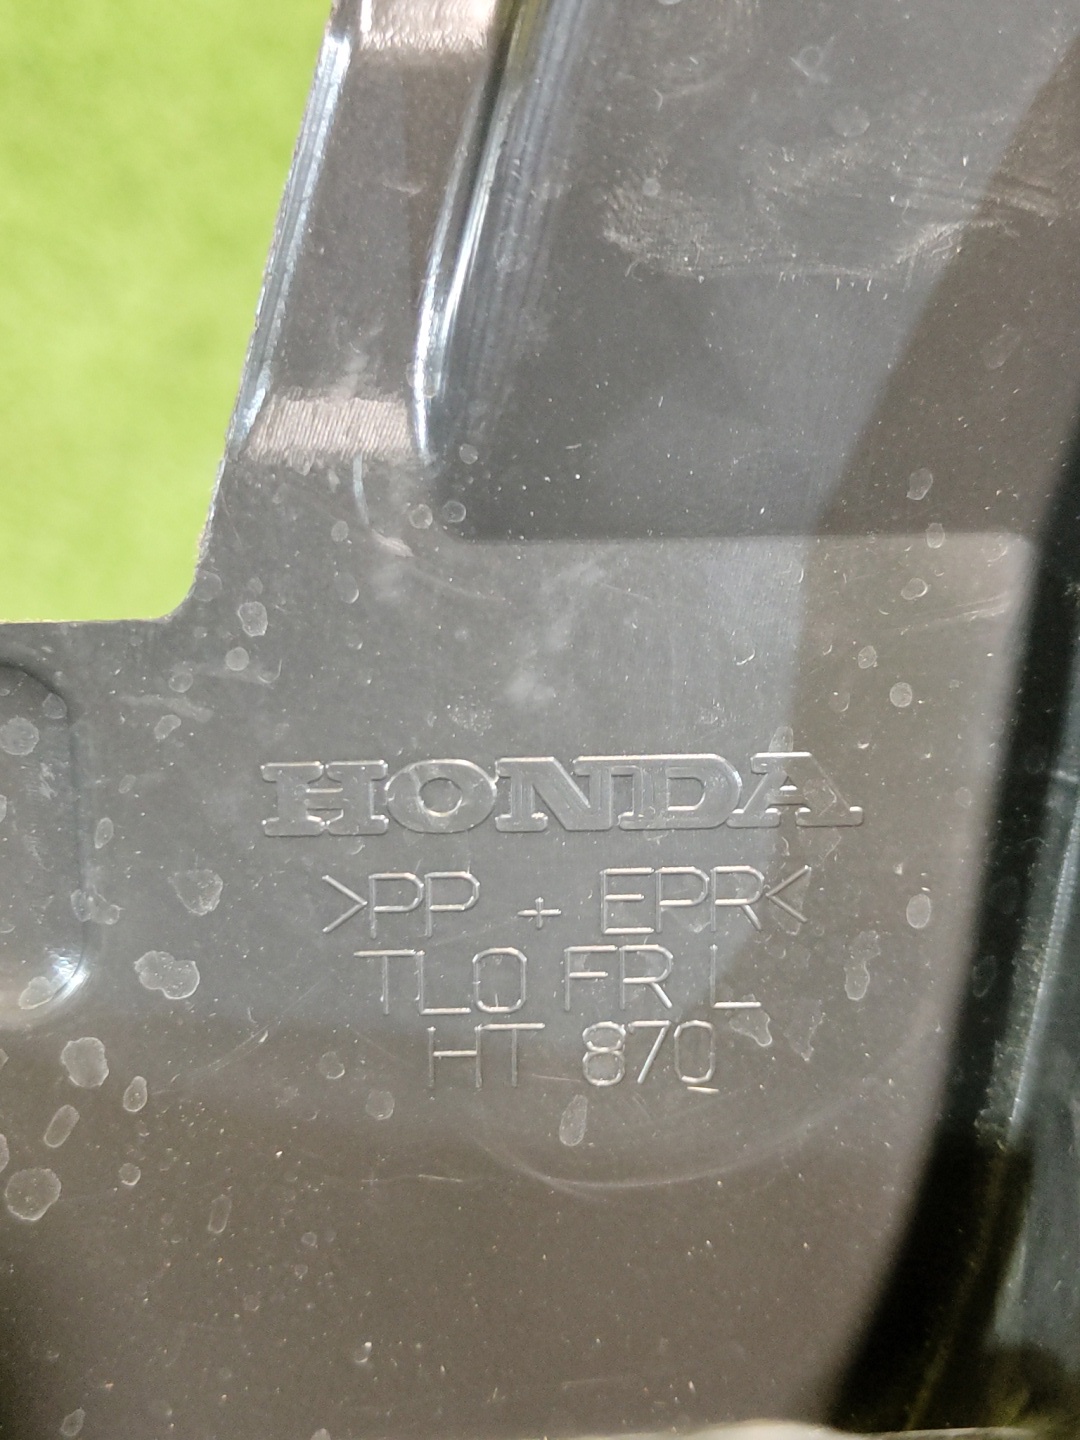 HONDA
>PP + EPR<
TL0 FR L
HT 870